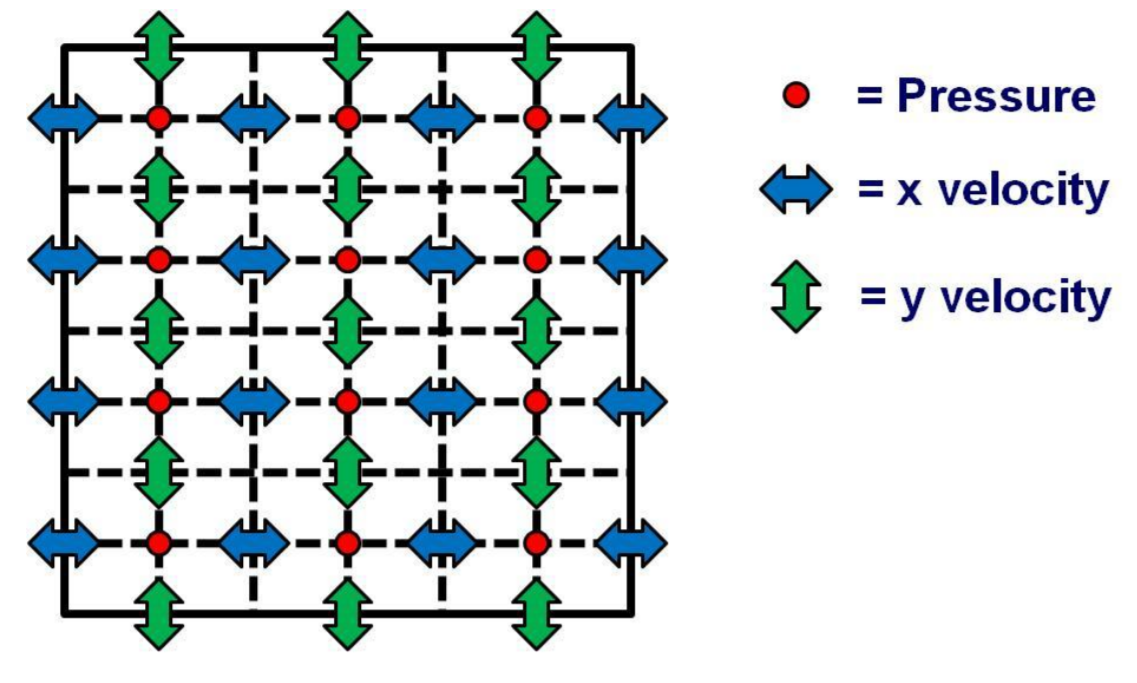 = Pressure
= x velocity
= y velocity